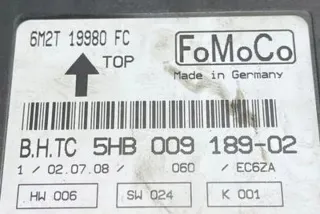 6M2T 19980 FC
FoMoCo
TOP
Made in Germany
B.H.TC 5HB 009 189-02
1 / 02.07.08 / 060 / EC6ZA
HW 006 SW 024 K 001